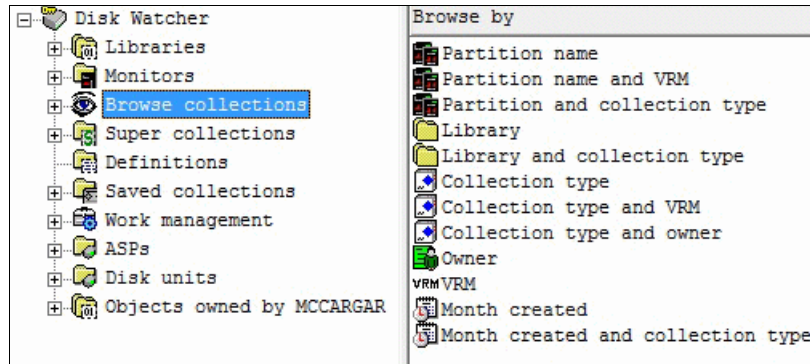 Disk Watcher
Libraries
Monitors
Browse collections
Super collections
Definitions
Saved collections
Work management
ASPs
Disk units
Objects owned by MCCARGAR
Browse by
Partition name
Partition name and VRM
Partition and collection type
Library
Library and collection type
Collection type
Collection type and VRM
Collection type and owner
Owner
VRM VRM
Month created
Month created and collection type